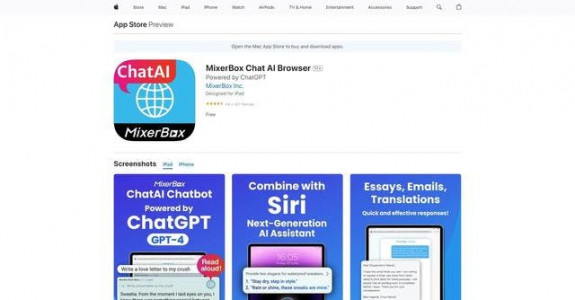 Store Mac iPad iPhone Watch AirPods TV & Home Entertainment Accessories Support
App Store Preview
Open the Mac App Store to buy and download apps.
ChatAI
MixerBox
MixerBox Chat AI Browser
Powered by ChatGPT
MixerBox Inc.
Designed for iPad
Free
Screenshots iPad iPhone
MixerBox
ChatAI Chatbot
Powered by
ChatGPT
GPT-4
Read
aloud!
Write a love letter to my crush
Sweetie, from the moment I laid eyes on you,
Combine with
Siri
Next-Generation
AI Assistant
16:05
Provide two slogans for waterproof sneakers.
1. "Stay dry, step in style."
2. "Rain or shine, these sneaks are mine."
Essays, Emails,
Translations
Quick and effective responses!